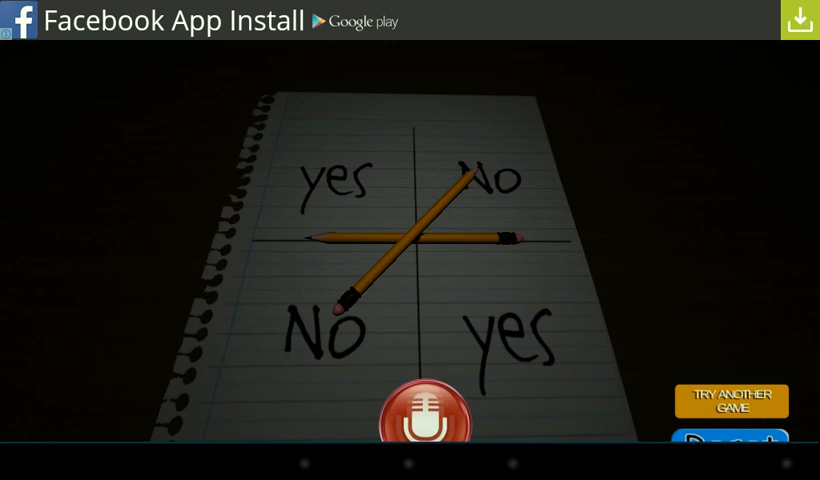 Facebook App Install Google play
yes No
No yes
TRY ANOTHER
GAME